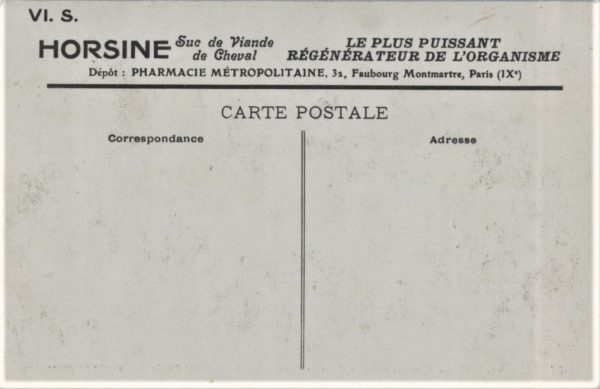 VI. S.
HORSINE Suc de Viande de Cheval
LE PLUS PUISSANT
RÉGÉNÉRATEUR DE L'ORGANISME
Dépôt : PHARMACIE MÉTROPOLITAINE, 32, Faubourg Montmartre, Paris (IXᵉ)
CARTE POSTALE
Correspondance
Adresse